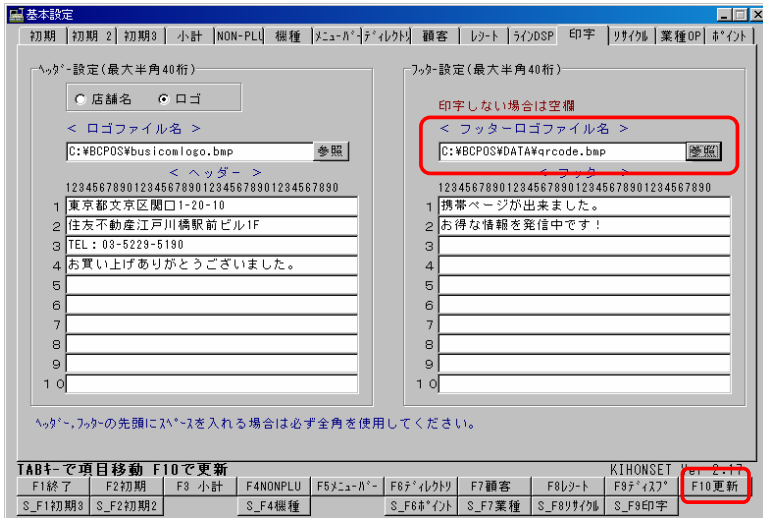 基本設定
初期 初期 2 初期3 小計 NON-PLU 機種 ﾒﾆｭｰﾊﾞｰ ﾃﾞｨﾚｸﾄﾘ 顧客 ﾚｼｰﾄ ﾗｲﾝDSP 印字 ﾘｻｲｸﾙ 業種OP ﾎﾟｲﾝﾄ
ﾍｯﾀﾞｰ設定(最大半角40桁)
店舗名 ロゴ
< ロゴファイル名 >
C:¥BCPOS¥busicomlogo.bmp 参照
< ヘッダー >
1234567890123456789012345678901234567890
1 東京都文京区関口1-20-10
2 住友不動産江戸川橋駅前ビル1F
3 TEL：03-5229-5190
4 お買い上げありがとうございました。
5
6
7
8
9
10
ﾌｯﾀｰ設定(最大半角40桁)
印字しない場合は空欄
< フッターロゴファイル名 >
C:¥BCPOS¥DATA¥qrcode.bmp 参照
< フッター >
1234567890123456789012345678901234567890
1 携帯ページが出来ました。
2 お得な情報を発信中です！
3
4
5
6
7
8
9
10
ﾍｯﾀﾞｰ,ﾌｯﾀｰの先頭にｽﾍﾟｰｽを入れる場合は必ず全角を使用してください。
TABｷｰで項目移動 F10で更新 KIHONSET Ver 2.17
F1終了 F2初期 F3 小計 F4NONPLU F5ﾒﾆｭｰﾊﾞｰ F6ﾃﾞｨﾚｸﾄﾘ F7顧客 F8ﾚｼｰﾄ F9ﾃﾞｨｽﾌﾟ F10更新
S_F1初期3 S_F2初期2 S_F4機種 S_F6ﾎﾟｲﾝﾄ S_F7業種 S_F8ﾘｻｲｸﾙ S_F9印字